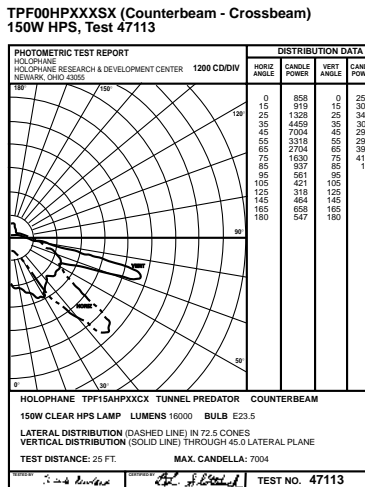 TPF00HPXXXSX (Counterbeam - Crossbeam)
150W HPS, Test 47113
PHOTOMETRIC TEST REPORT
HOLOPHANE
HOLOPHANE RESEARCH & DEVELOPMENT CENTER 1200 CD/DIV
NEWARK, OHIO 43055
DISTRIBUTION DATA
HORIZ ANGLE CANDLE POWER VERT ANGLE
0 858 0
15 919 15
25 1328 25
35 4459 35
45 7004 45
55 3318 55
65 2704 65
75 1630 75
85 937 85
95 561 95
105 421 105
125 318 125
145 464 145
165 658 165
180 547 180
180° 150°
120°
90°
VERT
HORIZ
50°
0° 30°
HOLOPHANE TPF15AHPXXCX TUNNEL PREDATOR COUNTERBEAM
150W CLEAR HPS LAMP LUMENS 16000 BULB E23.5
LATERAL DISTRIBUTION (DASHED LINE) IN 72.5 CONES
VERTICAL DISTRIBUTION (SOLID LINE) THROUGH 45.0 LATERAL PLANE
TEST DISTANCE: 25 FT. MAX. CANDELLA: 7004
TESTED BY CERTIFIED BY
TEST NO. 47113